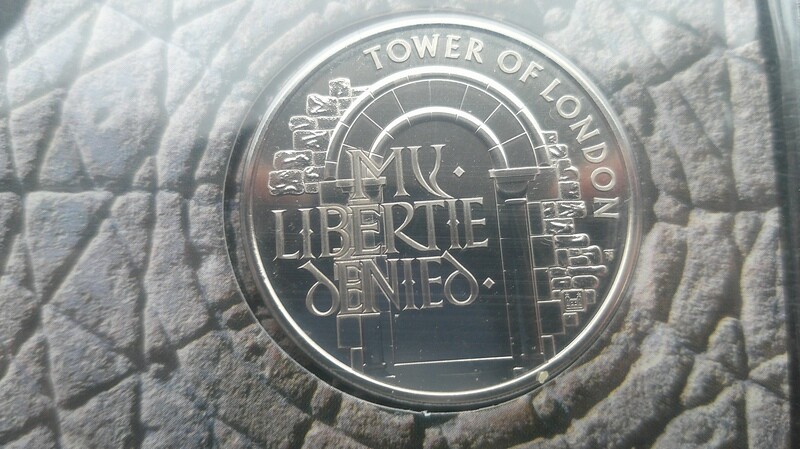 TOWER OF LONDON
MY·
LIBERTIE
DENIED·